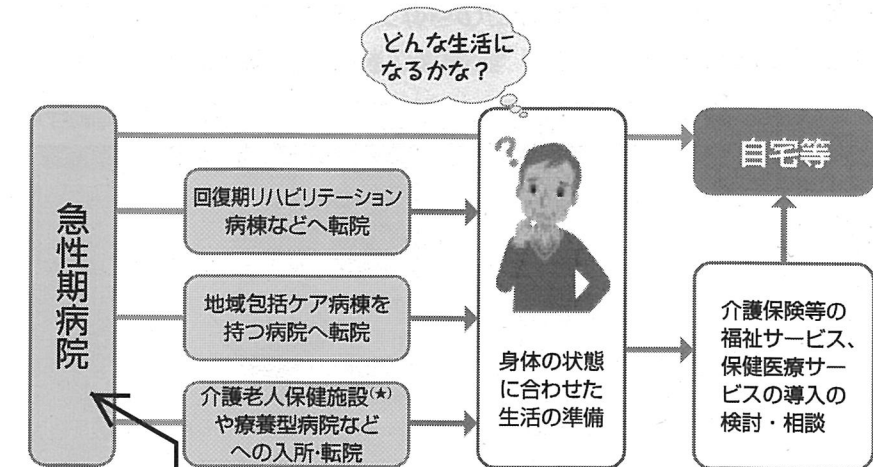 どんな生活に
なるかな？
急性期病院
回復期リハビリテーション
病棟などへ転院
地域包括ケア病棟を
持つ病院へ転院
介護老人保健施設(★)
や療養型病院など
への入所・転院
?
身体の状態
に合わせた
生活の準備
自宅等
介護保険等の
福祉サービス、
保健医療サー
ビスの導入の
検討・相談